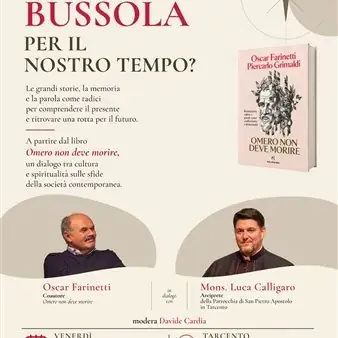 BUSSOLA
PER IL
NOSTRO TEMPO?
Le grandi storie, la memoria
e la parola come radici
per comprendere il presente
e ritrovare una rotta per il futuro.
A partire dal libro
Omero non deve morire,
un dialogo tra cultura
e spiritualità sulle sfide
della società contemporanea.
Oscar Farinetti
Piercarlo Grimaldi
OMERO NON
DEVE MORIRE
Oscar Farinetti
Coautore
Omero non deve morire
in
dialogo
con
Mons. Luca Calligaro
Arciprete
della Parrocchia di San Pietro Apostolo
in Tarcento
modera Davide Cardia
VENERDÌ
TARCENTO